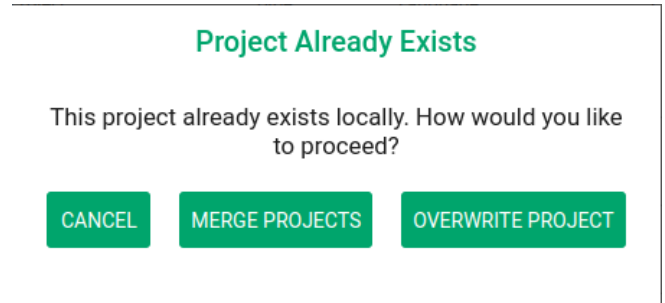 Project Already Exists
This project already exists locally. How would you like
to proceed?
CANCEL
MERGE PROJECTS
OVERWRITE PROJECT